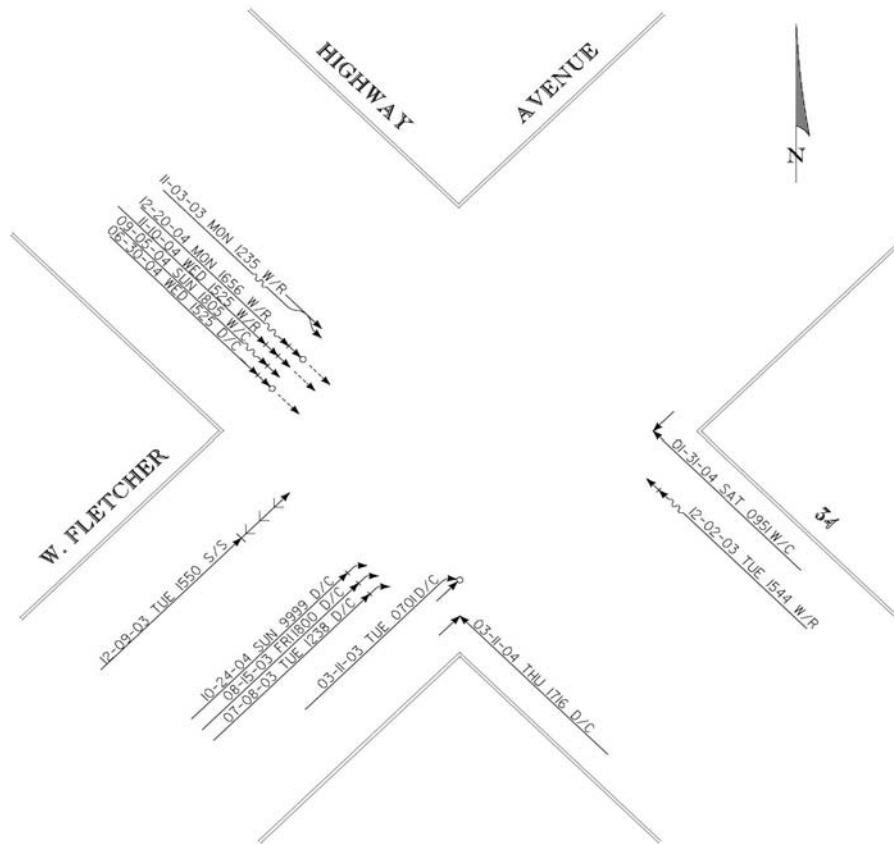 HIGHWAY
AVENUE
N
11-03-03 MON 1235 W/R
12-20-04 MON 1656 W/R
11-10-04 WED 1525 W/R
09-05-04 SUN 1805 W/C
06-30-04 WED 1525 D/C
W. FLETCHER
01-31-04 SAT 0951 W/C
34
12-02-03 TUE 1544 W/R
12-09-03 TUE 1550 S/S
10-24-04 SUN 9999 D/C
08-15-03 FRI 1800 D/C
07-08-03 TUE 1238 D/C
03-11-03 TUE 0701 D/C
03-11-04 THU 1716 D/C